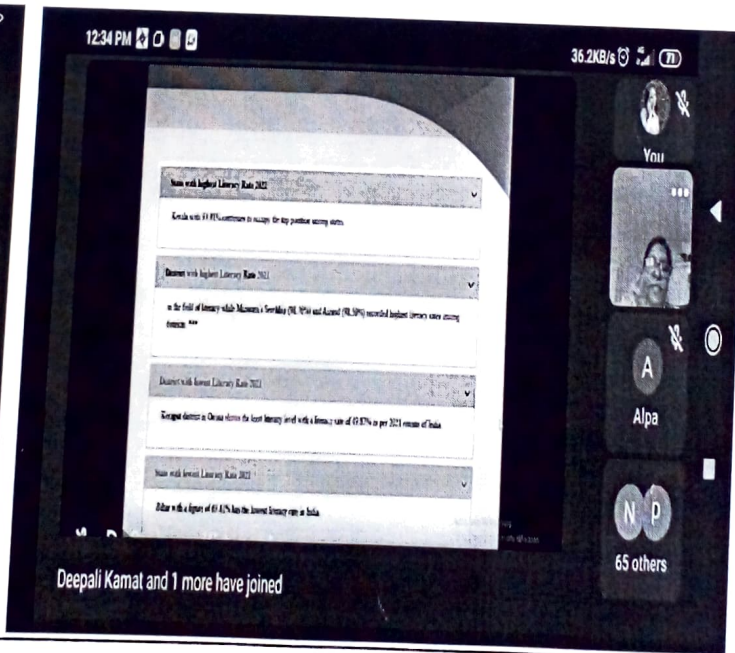 12:34 PM
36.2KB/s 4G 71
You
State with highest Literacy Rate 2021
Kerala with 93.91% continues to occupy the top position among states
District with highest Literacy Rate 2021
in the field of literacy while Mizoram's Serchhip (98.76%) and Aizawl (98.50%) recorded highest literacy rates among
District with lowest Literacy Rate 2021
district in shows the least literacy level with a literacy rate of as per 2021 census of India
State with lowest Literacy Rate 2021
Bihar with a of has the lowest literacy rate in India
A
Alpa
N P
65 others
Deepali Kamat and 1 more have joined